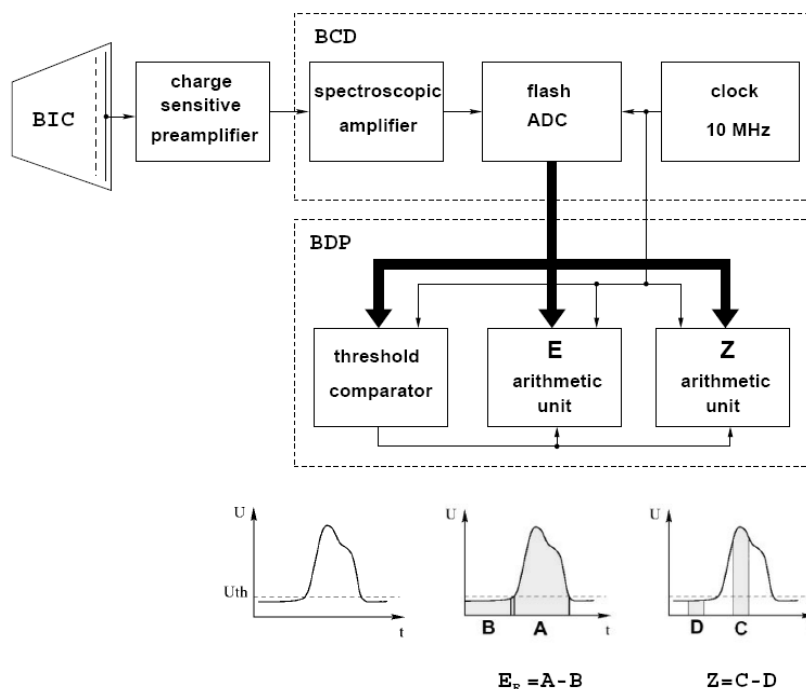 BCD
BIC
charge
sensitive
preamplifier
spectroscopic
amplifier
flash
ADC
clock
10 MHz
BDP
threshold
comparator
E
arithmetic
unit
Z
arithmetic
unit
U
Uth
t
U
B
A
t
U
D
C
t
E_F =A-B
Z=C-D